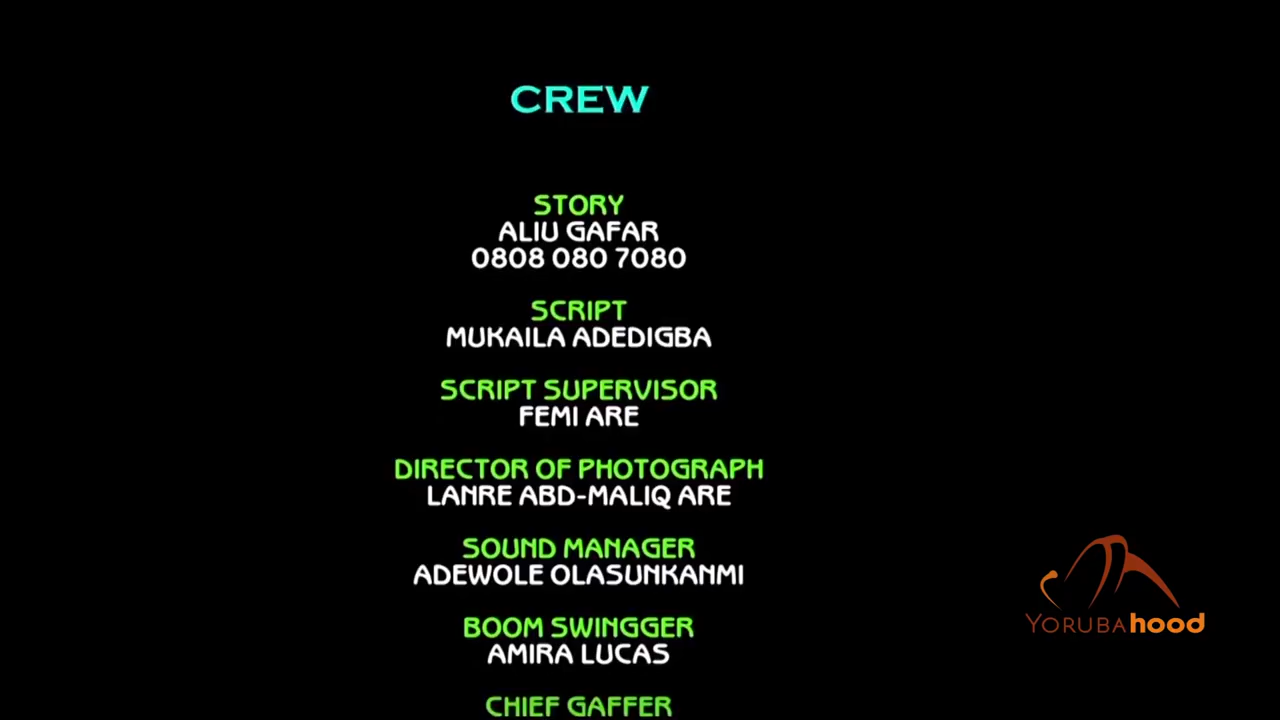 CREW
STORY
ALIU GAFAR
0808 080 7080
SCRIPT
MUKAILA ADEDIGBA
SCRIPT SUPERVISOR
FEMI ARE
DIRECTOR OF PHOTOGRAPH
LANRE ABD-MALIQ ARE
SOUND MANAGER
ADEWOLE OLASUNKANMI
BOOM SWINGGER
AMIRA LUCAS
CHIEF GAFFER
YORUBAhood